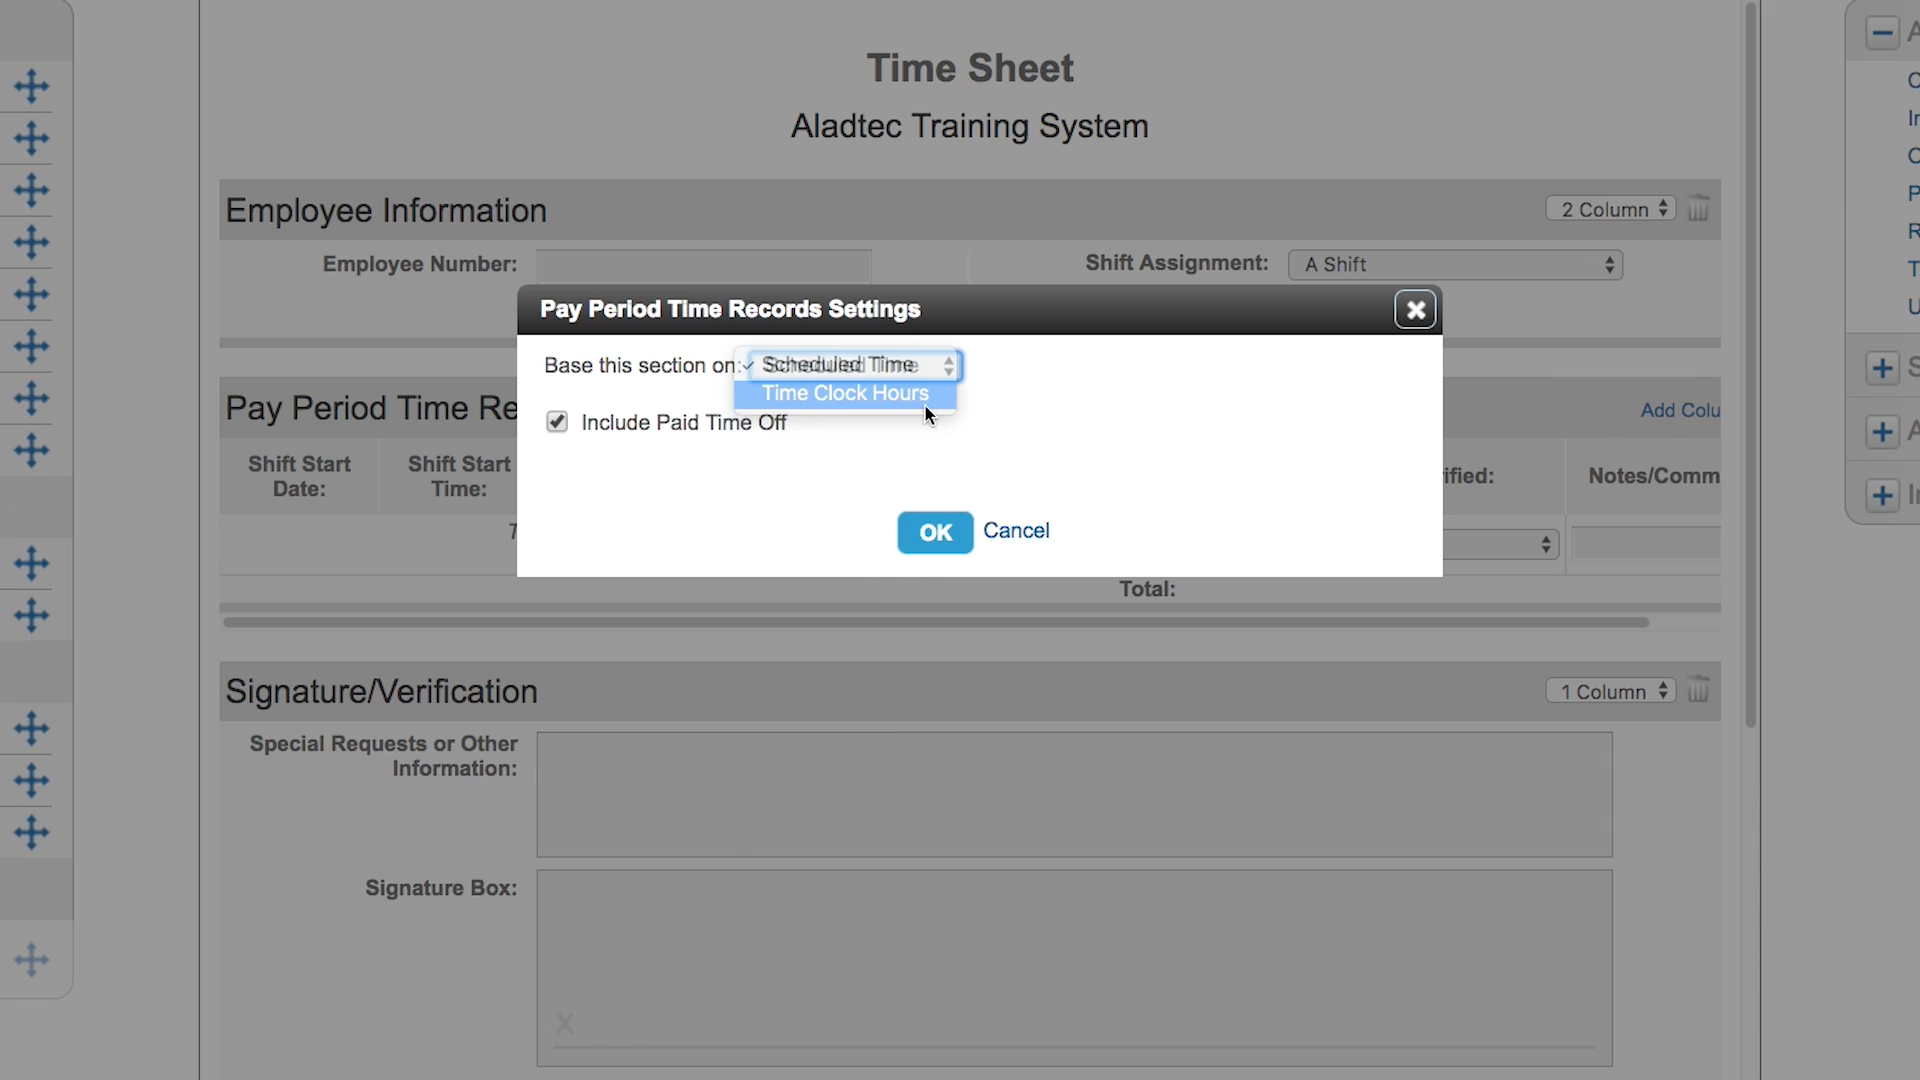 Time Sheet
Aladtec Training System
Employee Information
2 Column
Employee Number:
Shift Assignment:
A Shift
Pay Period Time Records Settings
Base this section on:
✓ Scheduled Time
Time Clock Hours
Include Paid Time Off
OK
Cancel
Pay Period Time Re
Add Colu
Shift Start
Date:
Shift Start
Time:
ified:
Notes/Comm
T
Total:
Signature/Verification
1 Column
Special Requests or Other
Information:
Signature Box:
X